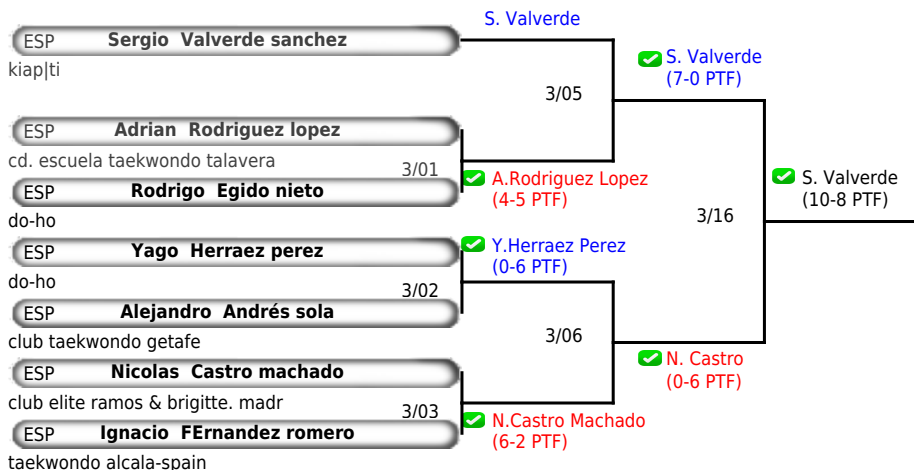 S. Valverde
ESP Sergio Valverde sanchez
kiap|ti
S. Valverde
(7-0 PTF)
3/05
ESP Adrian Rodriguez lopez
cd. escuela taekwondo talavera
3/01
A.Rodriguez Lopez
(4-5 PTF)
ESP Rodrigo Egido nieto
do-ho
S. Valverde
(10-8 PTF)
3/16
ESP Yago Herraez perez
do-ho
Y.Herraez Perez
(0-6 PTF)
3/02
ESP Alejandro Andrés sola
club taekwondo getafe
3/06
ESP Nicolas Castro machado
club elite ramos & brigitte. madr
N. Castro
(0-6 PTF)
3/03
N.Castro Machado
(6-2 PTF)
ESP Ignacio FErnandez romero
taekwondo alcala-spain